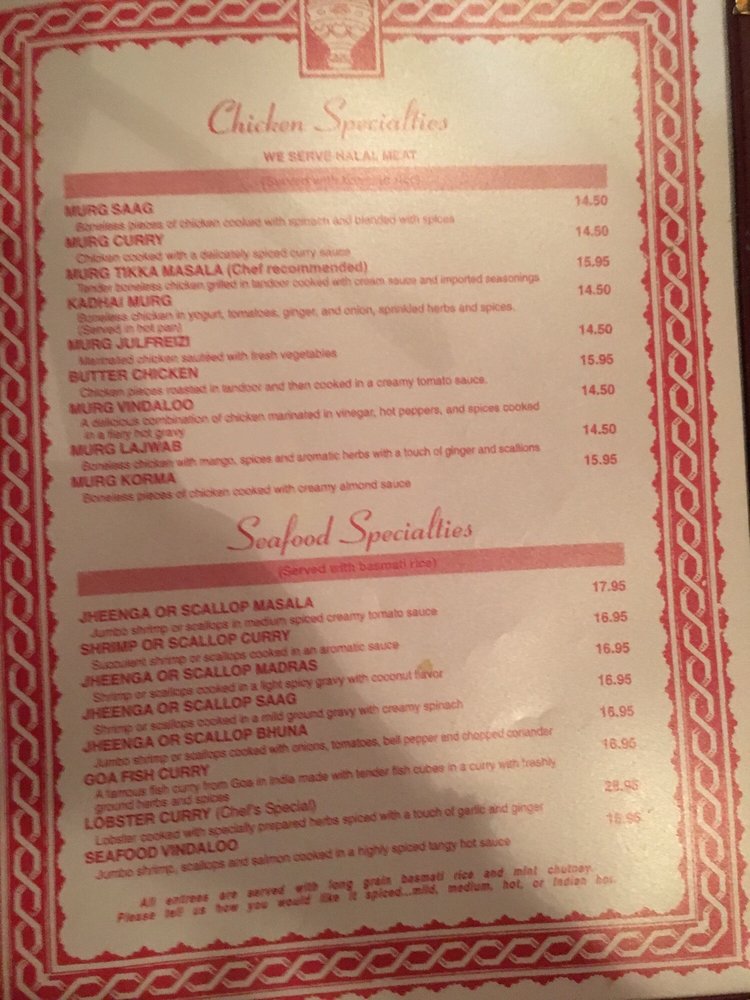 Chicken Specialties
WE SERVE HALAL MEAT
(Served with basmati rice)
MURG SAAG 14.50
Boneless pieces of chicken cooked with spinach and blended with spices
MURG CURRY 14.50
Chicken cooked with a delicately spiced curry sauce
MURG TIKKA MASALA (Chef recommended) 15.95
Tender boneless chicken grilled in tandoor cooked with cream sauce and imported seasonings
KADHAI MURG 14.50
Boneless chicken in yogurt, tomatoes, ginger, and onion, sprinkled herbs and spices.
(Served in hot pan)
MURG JULFREIZI 14.50
Marinated chicken sautéed with fresh vegetables
BUTTER CHICKEN 15.95
Chicken pieces roasted in tandoor and then cooked in a creamy tomato sauce.
MURG VINDALOO 14.50
A delicious combination of chicken marinated in vinegar, hot peppers, and spices cooked
in a fiery hot gravy
MURG LAJWAB 14.50
Boneless chicken with mango, spices and aromatic herbs with a touch of ginger and scallions
MURG KORMA 15.95
Boneless pieces of chicken cooked with creamy almond sauce
Seafood Specialties
(Served with basmati rice)
JHEENGA OR SCALLOP MASALA 17.95
Jumbo shrimp or scallops in medium spiced creamy tomato sauce
SHRIMP OR SCALLOP CURRY 16.95
Succulent shrimp or scallops cooked in an aromatic sauce
JHEENGA OR SCALLOP MADRAS 16.95
Shrimp or scallops cooked in a light spicy gravy with coconut flavor
JHEENGA OR SCALLOP SAAG 16.95
Shrimp or scallops cooked in a mild ground gravy with creamy spinach
JHEENGA OR SCALLOP BHUNA 16.95
Jumbo shrimp or scallops cooked with onions, tomatoes, bell pepper and chopped coriander
GOA FISH CURRY 16.95
A famous fish curry from Goa in India made with tender fish cubes in a curry with freshly
ground herbs and spices
LOBSTER CURRY (Chef's Special)
Lobster cooked with specially prepared herbs spiced with a touch of garlic and ginger
SEAFOOD VINDALOO
Jumbo shrimp, scallops and salmon cooked in a highly spiced tangy hot sauce
All entrees are served with long grain basmati rice and mint chutney.
Please tell us how you would like it spiced...mild, medium, hot, or Indian hot.